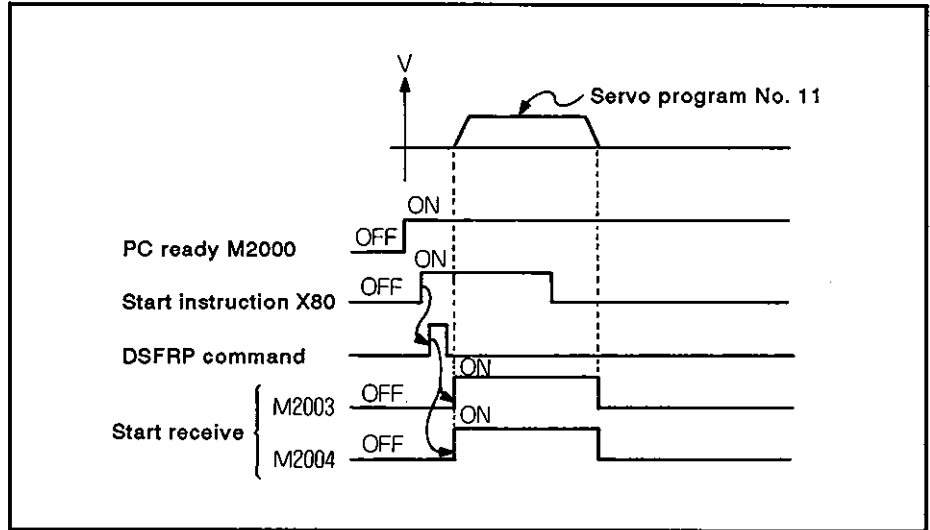 V
Servo program No. 11
ON
PC ready M2000 OFF
ON
Start instruction X80 OFF
DSFRP command
ON
M2003 OFF
Start receive
ON
M2004 OFF